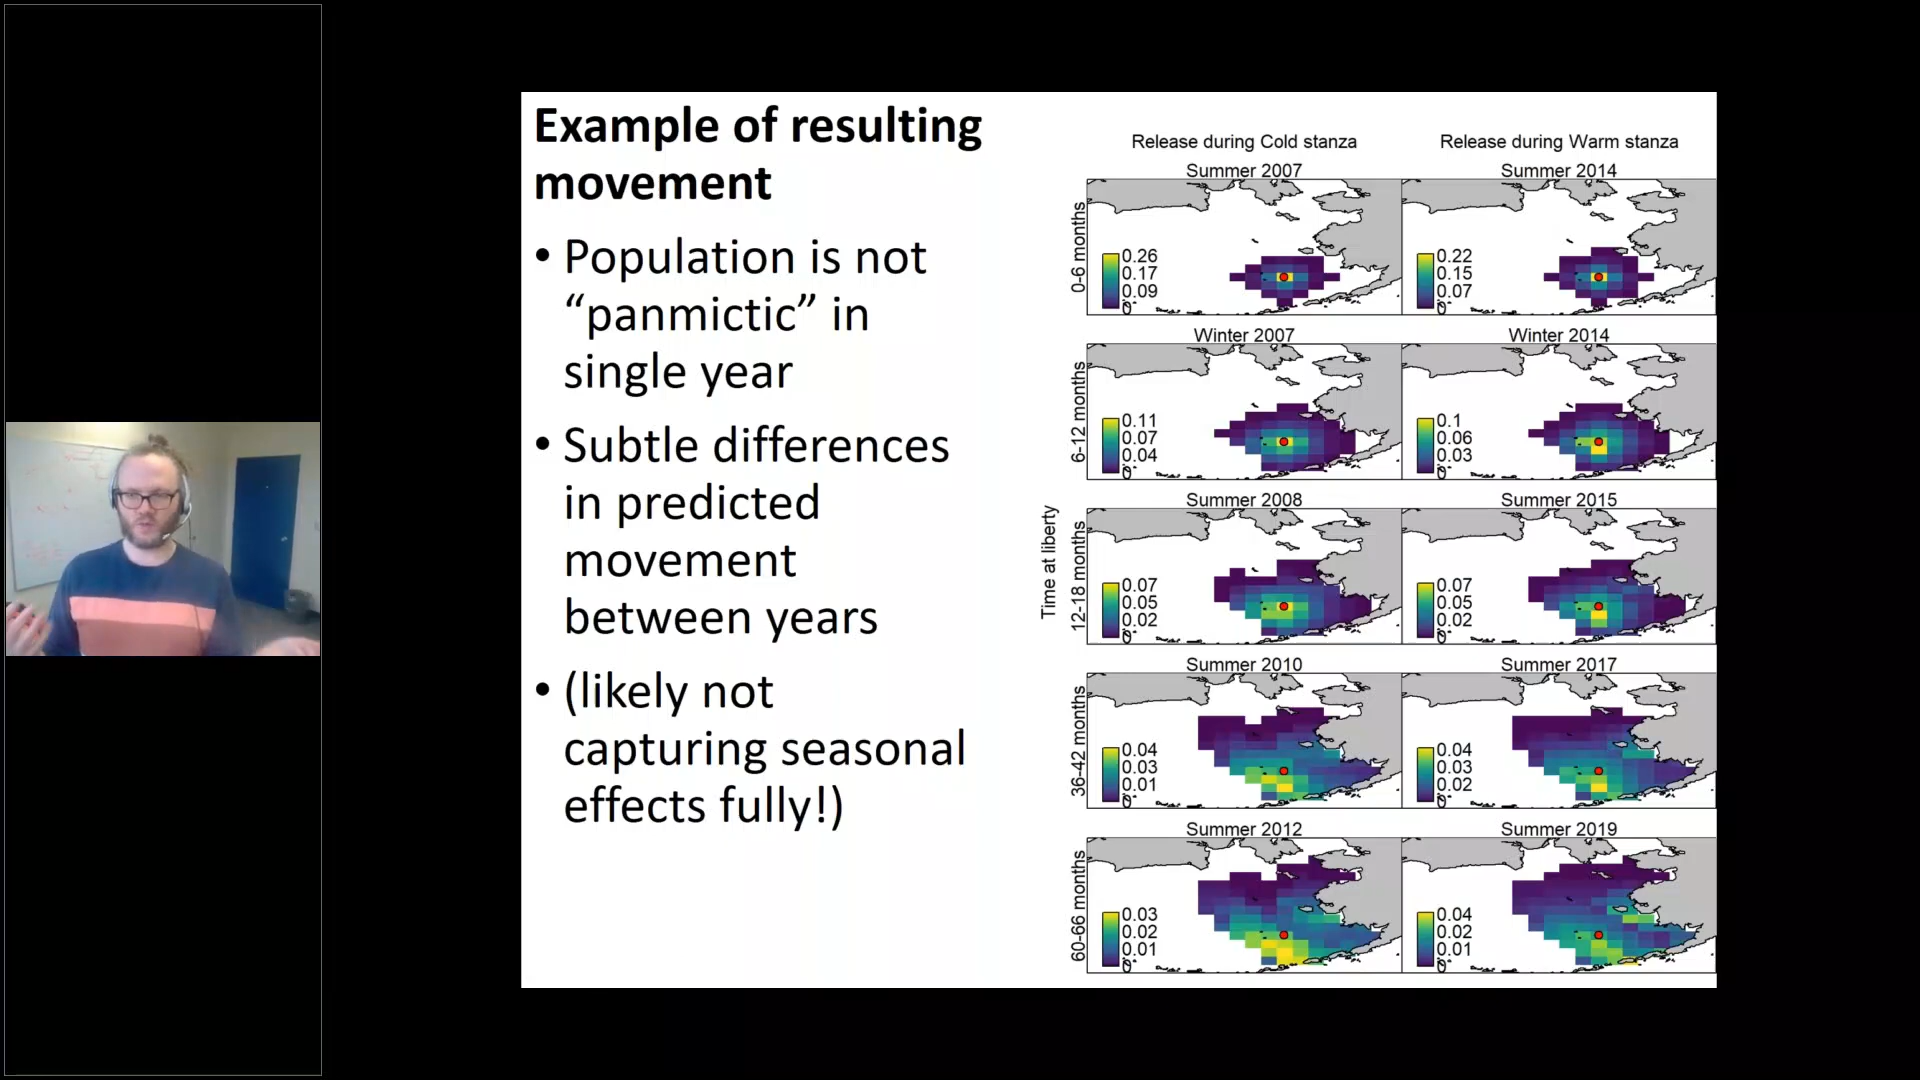 Example of resulting
movement
• Population is not
“panmictic” in
single year
• Subtle differences
in predicted
movement
between years
• (likely not
capturing seasonal
effects fully!)
Release during Cold stanza
Release during Warm stanza
Time at liberty
0-6 months
Summer 2007
0.26
0.17
0.09
0
Summer 2014
0.22
0.15
0.07
0
6-12 months
Winter 2007
0.11
0.07
0.04
0
Winter 2014
0.1
0.06
0.03
0
12-18 months
Summer 2008
0.07
0.05
0.02
0
Summer 2015
0.07
0.05
0.02
0
36-42 months
Summer 2010
0.04
0.03
0.01
0
Summer 2017
0.04
0.03
0.02
0
60-66 months
Summer 2012
0.03
0.02
0.01
0
Summer 2019
0.04
0.02
0.01
0